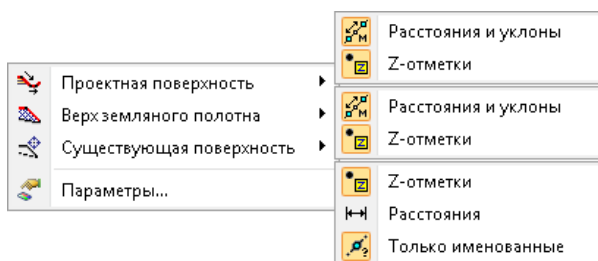 Проектная поверхность
Верх земляного полотна
Существующая поверхность
Параметры...
Расстояния и уклоны
Z-отметки
Расстояния и уклоны
Z-отметки
Z-отметки
Расстояния
Только именованные